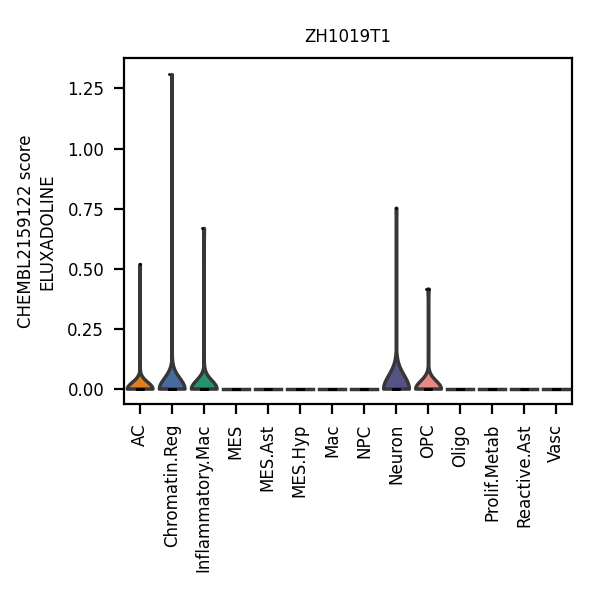 ZH1019T1
CHEMBL2159122 score
ELUXADOLINE
1.25
1.00
0.75
0.50
0.25
0.00
AC
Chromatin.Reg
Inflammatory.Mac
MES
MES.Ast
MES.Hyp
Mac
NPC
Neuron
OPC
Oligo
Prolif.Metab
Reactive.Ast
Vasc